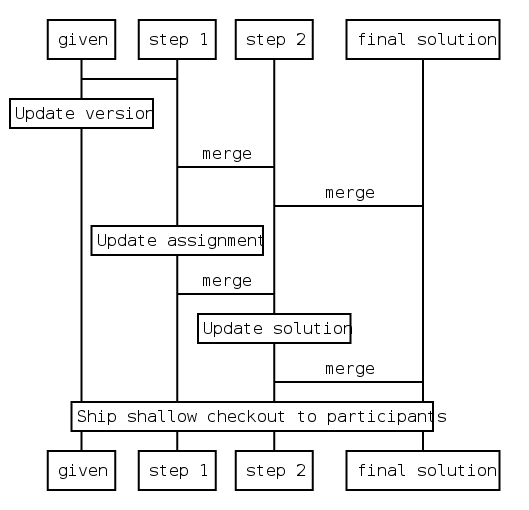 given step 1 step 2 final solution
Update version
merge
merge
Update assignment
merge
Update solution
merge
Ship shallow checkout to participants
given step 1 step 2 final solution